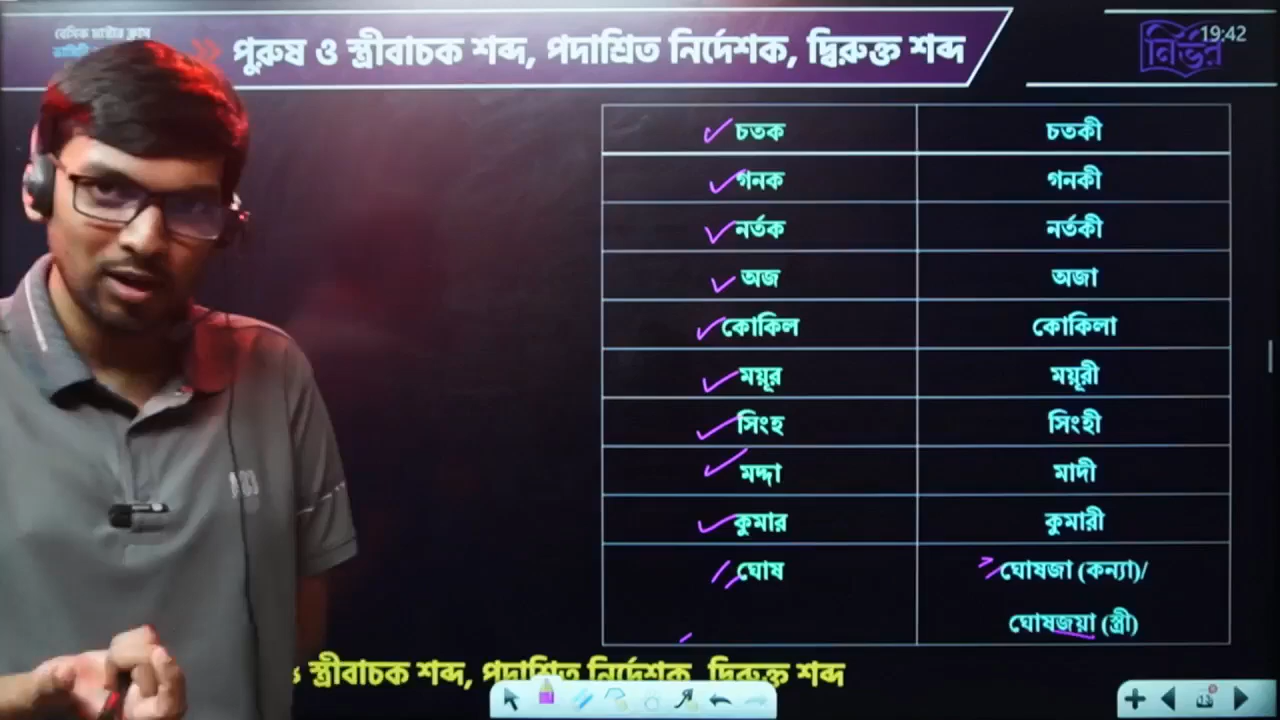 বেসিক মাস্টার ক্লাস
পুরুষ ও স্ত্রীবাচক শব্দ, পদাশ্রিত নির্দেশক, দ্বিরুক্ত শব্দ
নির্ভর
19:42
চতক চতকী
গনক গনকী
নর্তক নর্তকী
অজ অজা
কোকিল কোকিলা
ময়ূর ময়ূরী
সিংহ সিংহী
মদ্দা মাদী
কুমার কুমারী
ঘোষ ঘোষজা (কন্যা)/
ঘোষজয়া (স্ত্রী)
ও স্ত্রীবাচক শব্দ, পদাশ্রিত নির্দেশক, দ্বিরুক্ত শব্দ